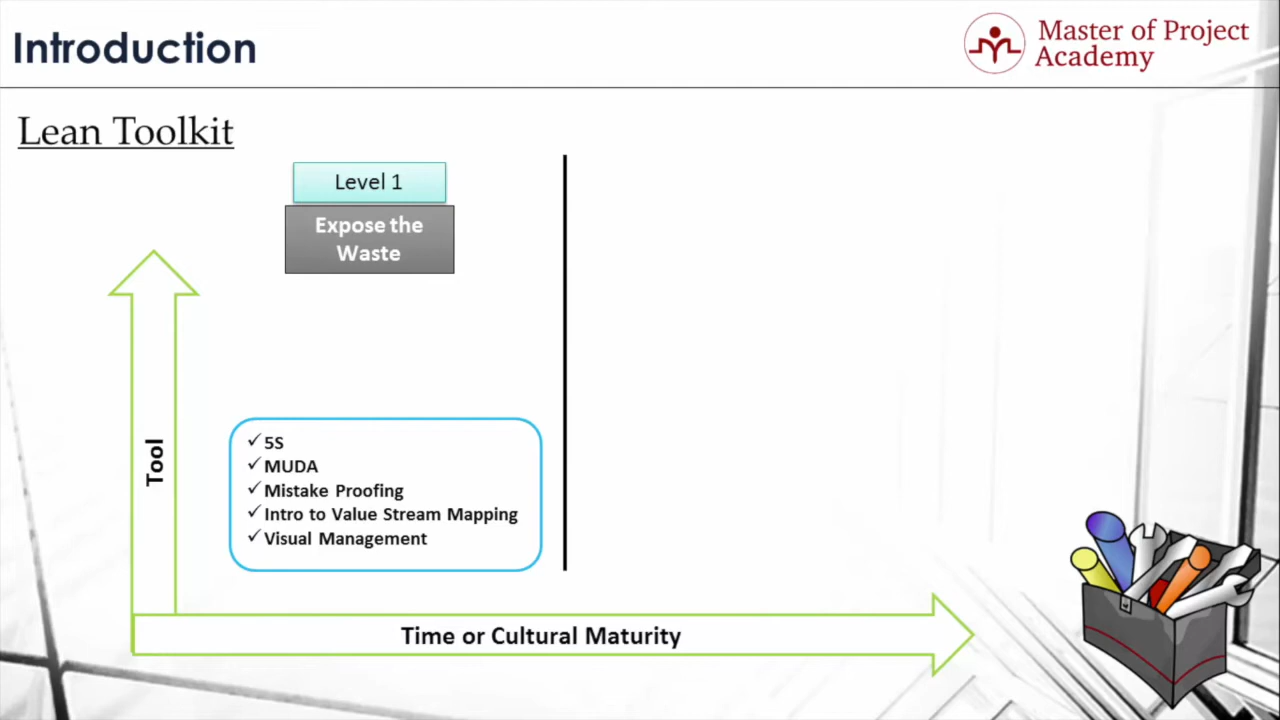 Introduction
Master of Project
Academy
Lean Toolkit
Level 1
Expose the
Waste
Tool
✓ 5S
✓ MUDA
✓ Mistake Proofing
✓ Intro to Value Stream Mapping
✓ Visual Management
Time or Cultural Maturity